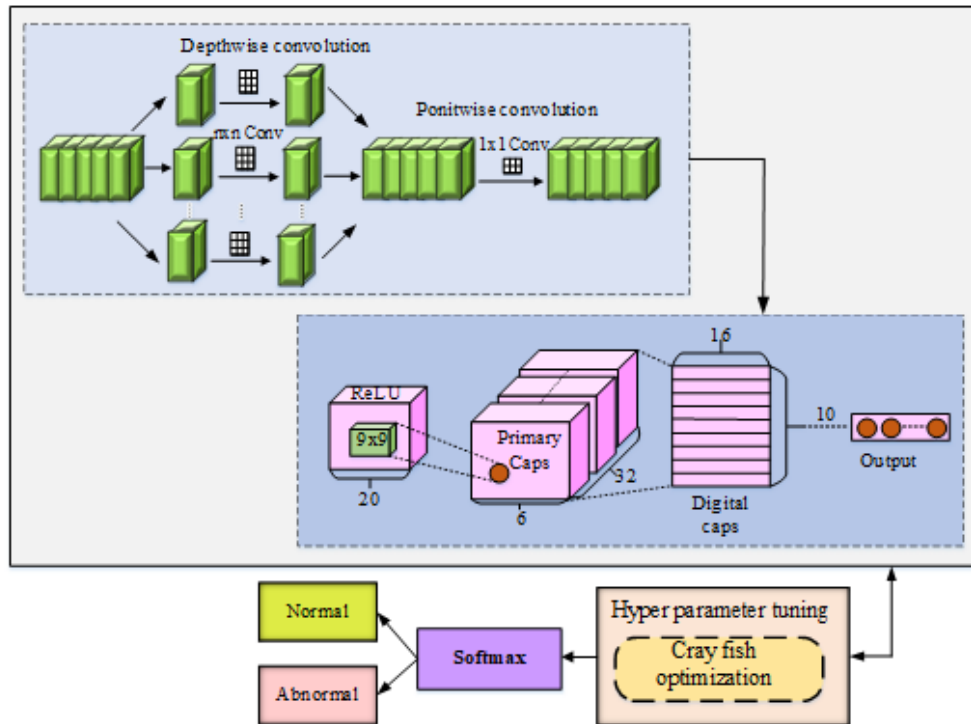 Depthwise convolution
nxn Conv
Ponitwise convolution
1x1 Conv
ReLU
9x9
20
Primary
Caps
6
32
16
Digital
caps
10
Output
Hyper parameter tuning
Cray fish
optimization
Softmax
Normal
Abnormal